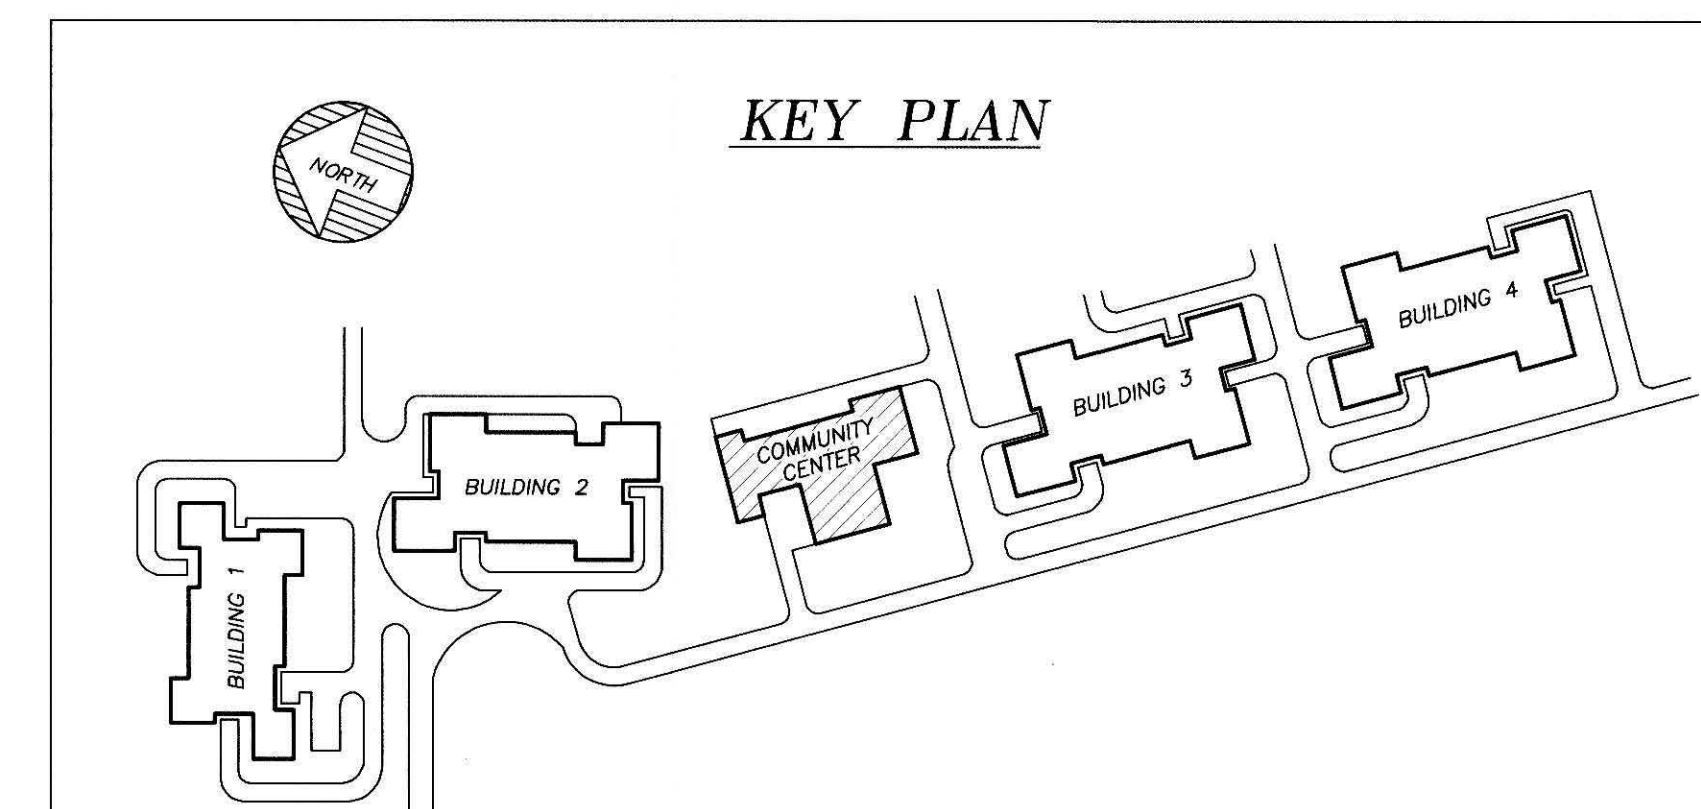 KEY PLAN
NORTH
BUILDING 4
BUILDING 3
COMMUNITY
CENTER
BUILDING 2
BUILDING 1